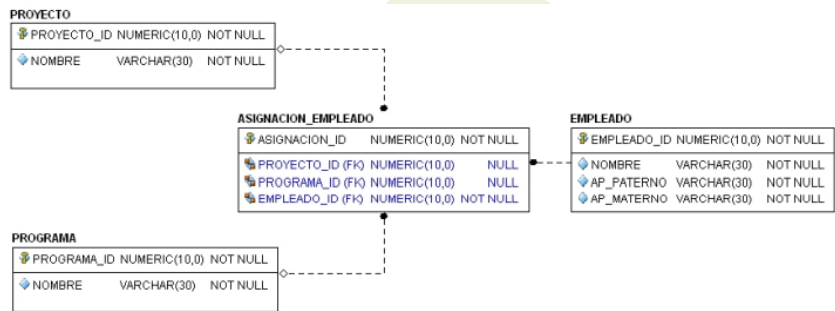 PROYECTO
PROYECTO_ID NUMERIC(10,0) NOT NULL
NOMBRE VARCHAR(30) NOT NULL
ASIGNACION_EMPLEADO
ASIGNACION_ID NUMERIC(10,0) NOT NULL
PROYECTO_ID (FK) NUMERIC(10,0) NULL
PROGRAMA_ID (FK) NUMERIC(10,0) NULL
EMPLEADO_ID (FK) NUMERIC(10,0) NOT NULL
EMPLEADO
EMPLEADO_ID NUMERIC(10,0) NOT NULL
NOMBRE VARCHAR(30) NOT NULL
AP_PATERNO VARCHAR(30) NOT NULL
AP_MATERNO VARCHAR(30) NOT NULL
PROGRAMA
PROGRAMA_ID NUMERIC(10,0) NOT NULL
NOMBRE VARCHAR(30) NOT NULL